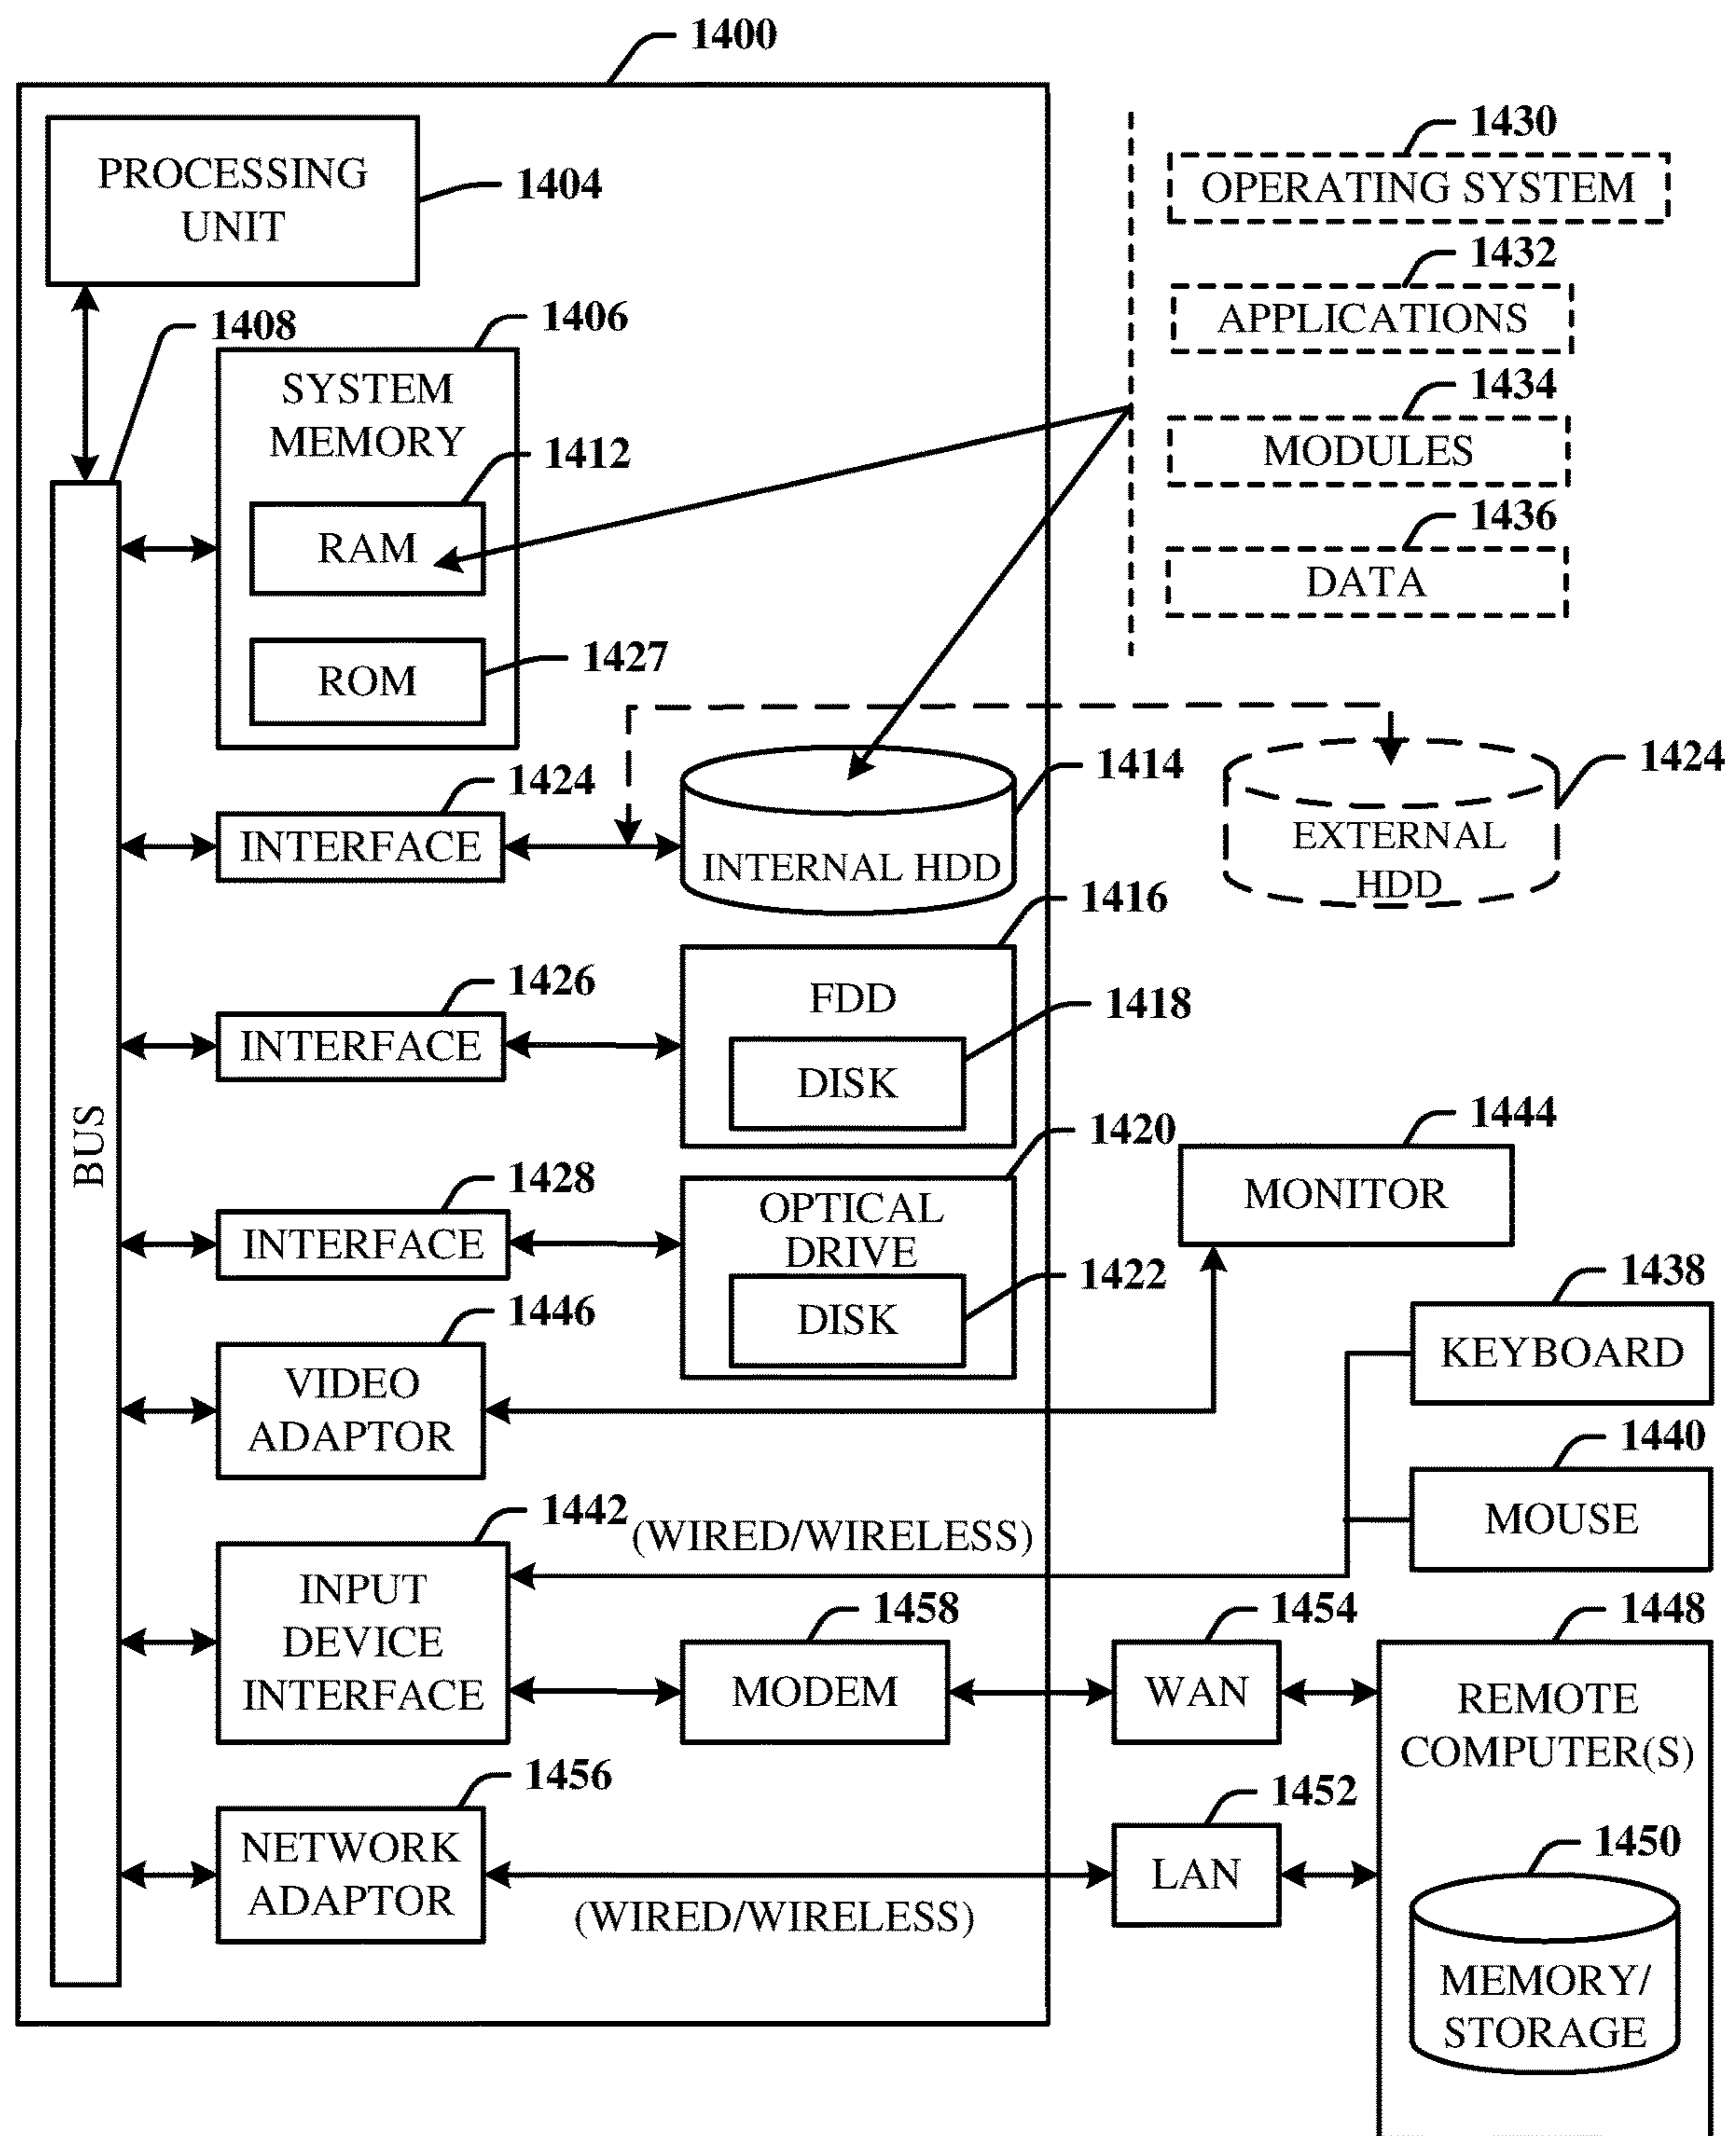 1400
PROCESSING
UNIT
1404
1430
OPERATING SYSTEM
1432
APPLICATIONS
1434
MODULES
1436
DATA
1408
1406
SYSTEM
MEMORY
1412
RAM
1427
ROM
BUS
1424
INTERFACE
1414
INTERNAL HDD
1424
EXTERNAL
HDD
1426
INTERFACE
1416
FDD
1418
DISK
1428
INTERFACE
1420
OPTICAL
DRIVE
1422
DISK
1444
MONITOR
1446
VIDEO
ADAPTOR
1438
KEYBOARD
1440
MOUSE
1442
(WIRED/WIRELESS)
INPUT
DEVICE
INTERFACE
1458
MODEM
1454
WAN
1448
REMOTE
COMPUTER(S)
1456
NETWORK
ADAPTOR
(WIRED/WIRELESS)
1452
LAN
1450
MEMORY/
STORAGE